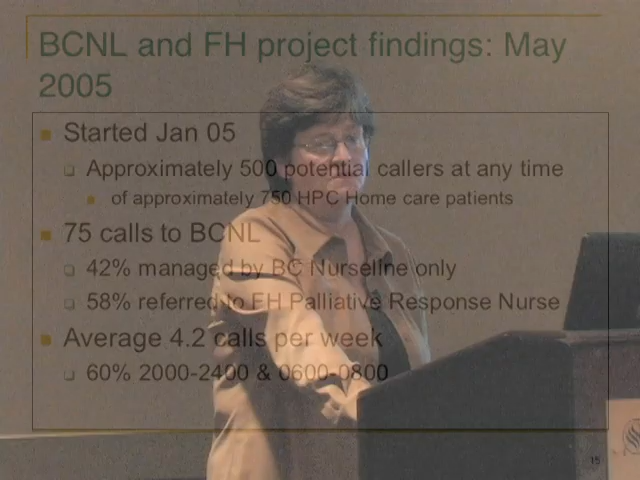 BCNL and FH project findings: May
2005
Started Jan 05
Approximately 500 potential callers at any time
of approximately 750 HPC Home care patients
75 calls to BCNL
42% managed by BC Nurseline only
58% referred to FH Palliative Response Nurse
Average 4.2 calls per week
60% 2000-2400 & 0600-0800
15